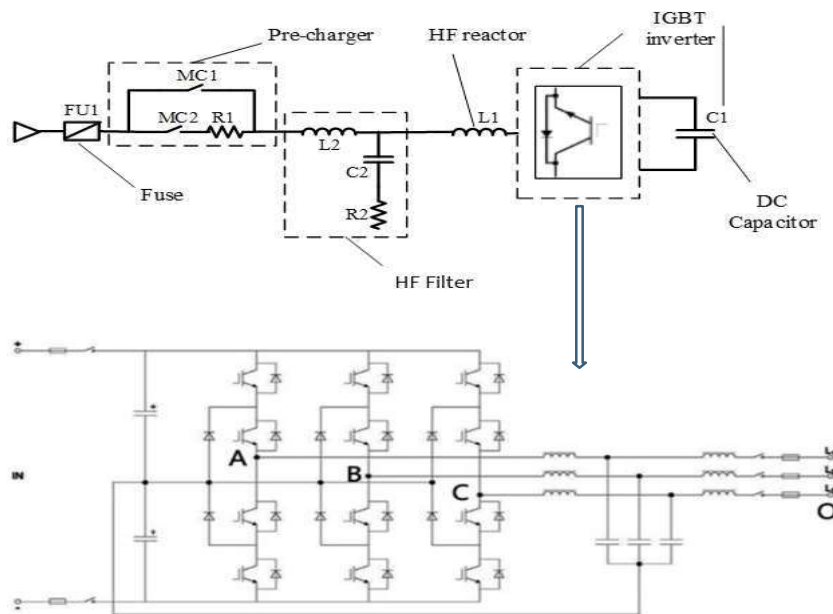 Pre-charger
HF reactor
IGBT
inverter
MC1
FU1
MC2 R1
L2
L1
C1
C2
Fuse
R2
DC
Capacitor
HF Filter
+
+
A
B
IN
C
+
-